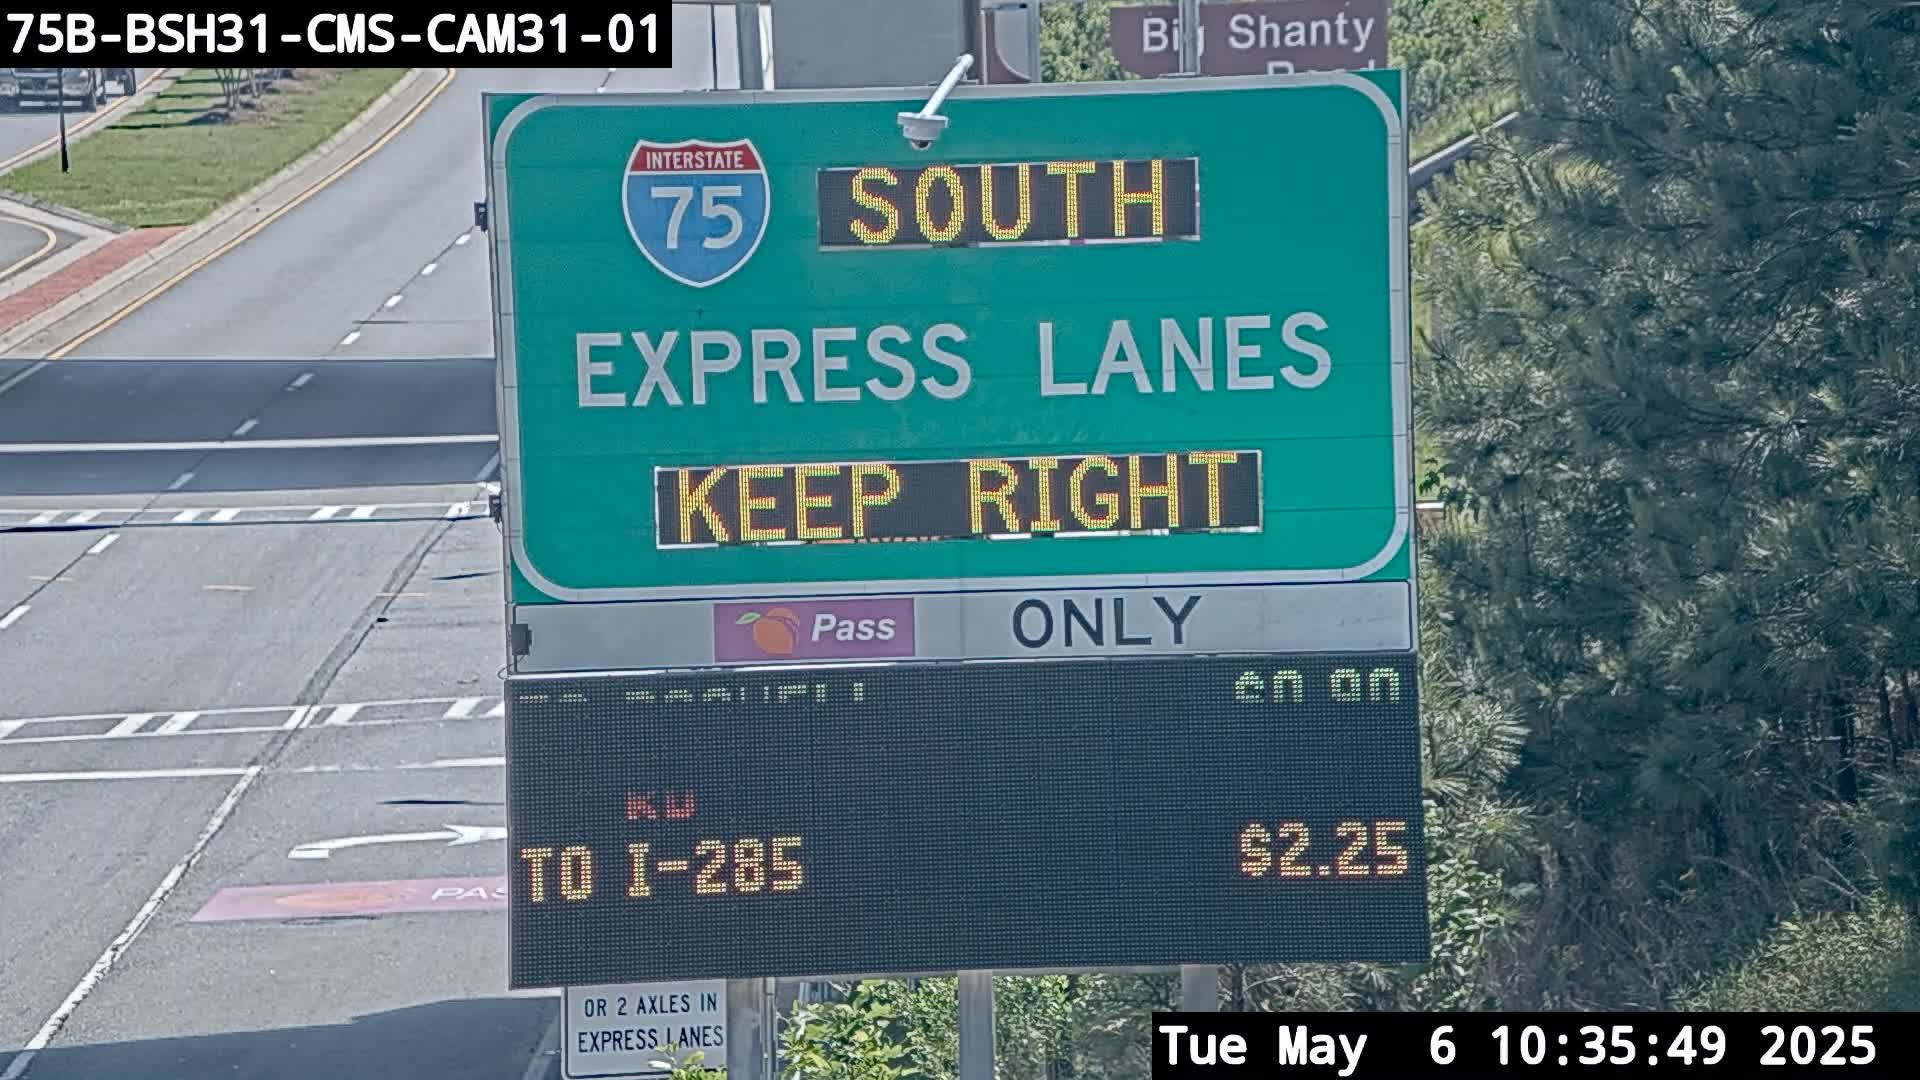 75B-BSH31-CMS-CAM31-01
Big Shanty
INTERSTATE
75
SOUTH
EXPRESS LANES
KEEP RIGHT
Pass
ONLY
TO I-285 $2.25
OR 2 AXLES IN
EXPRESS LANES
Tue May 6 10:35:49 2025